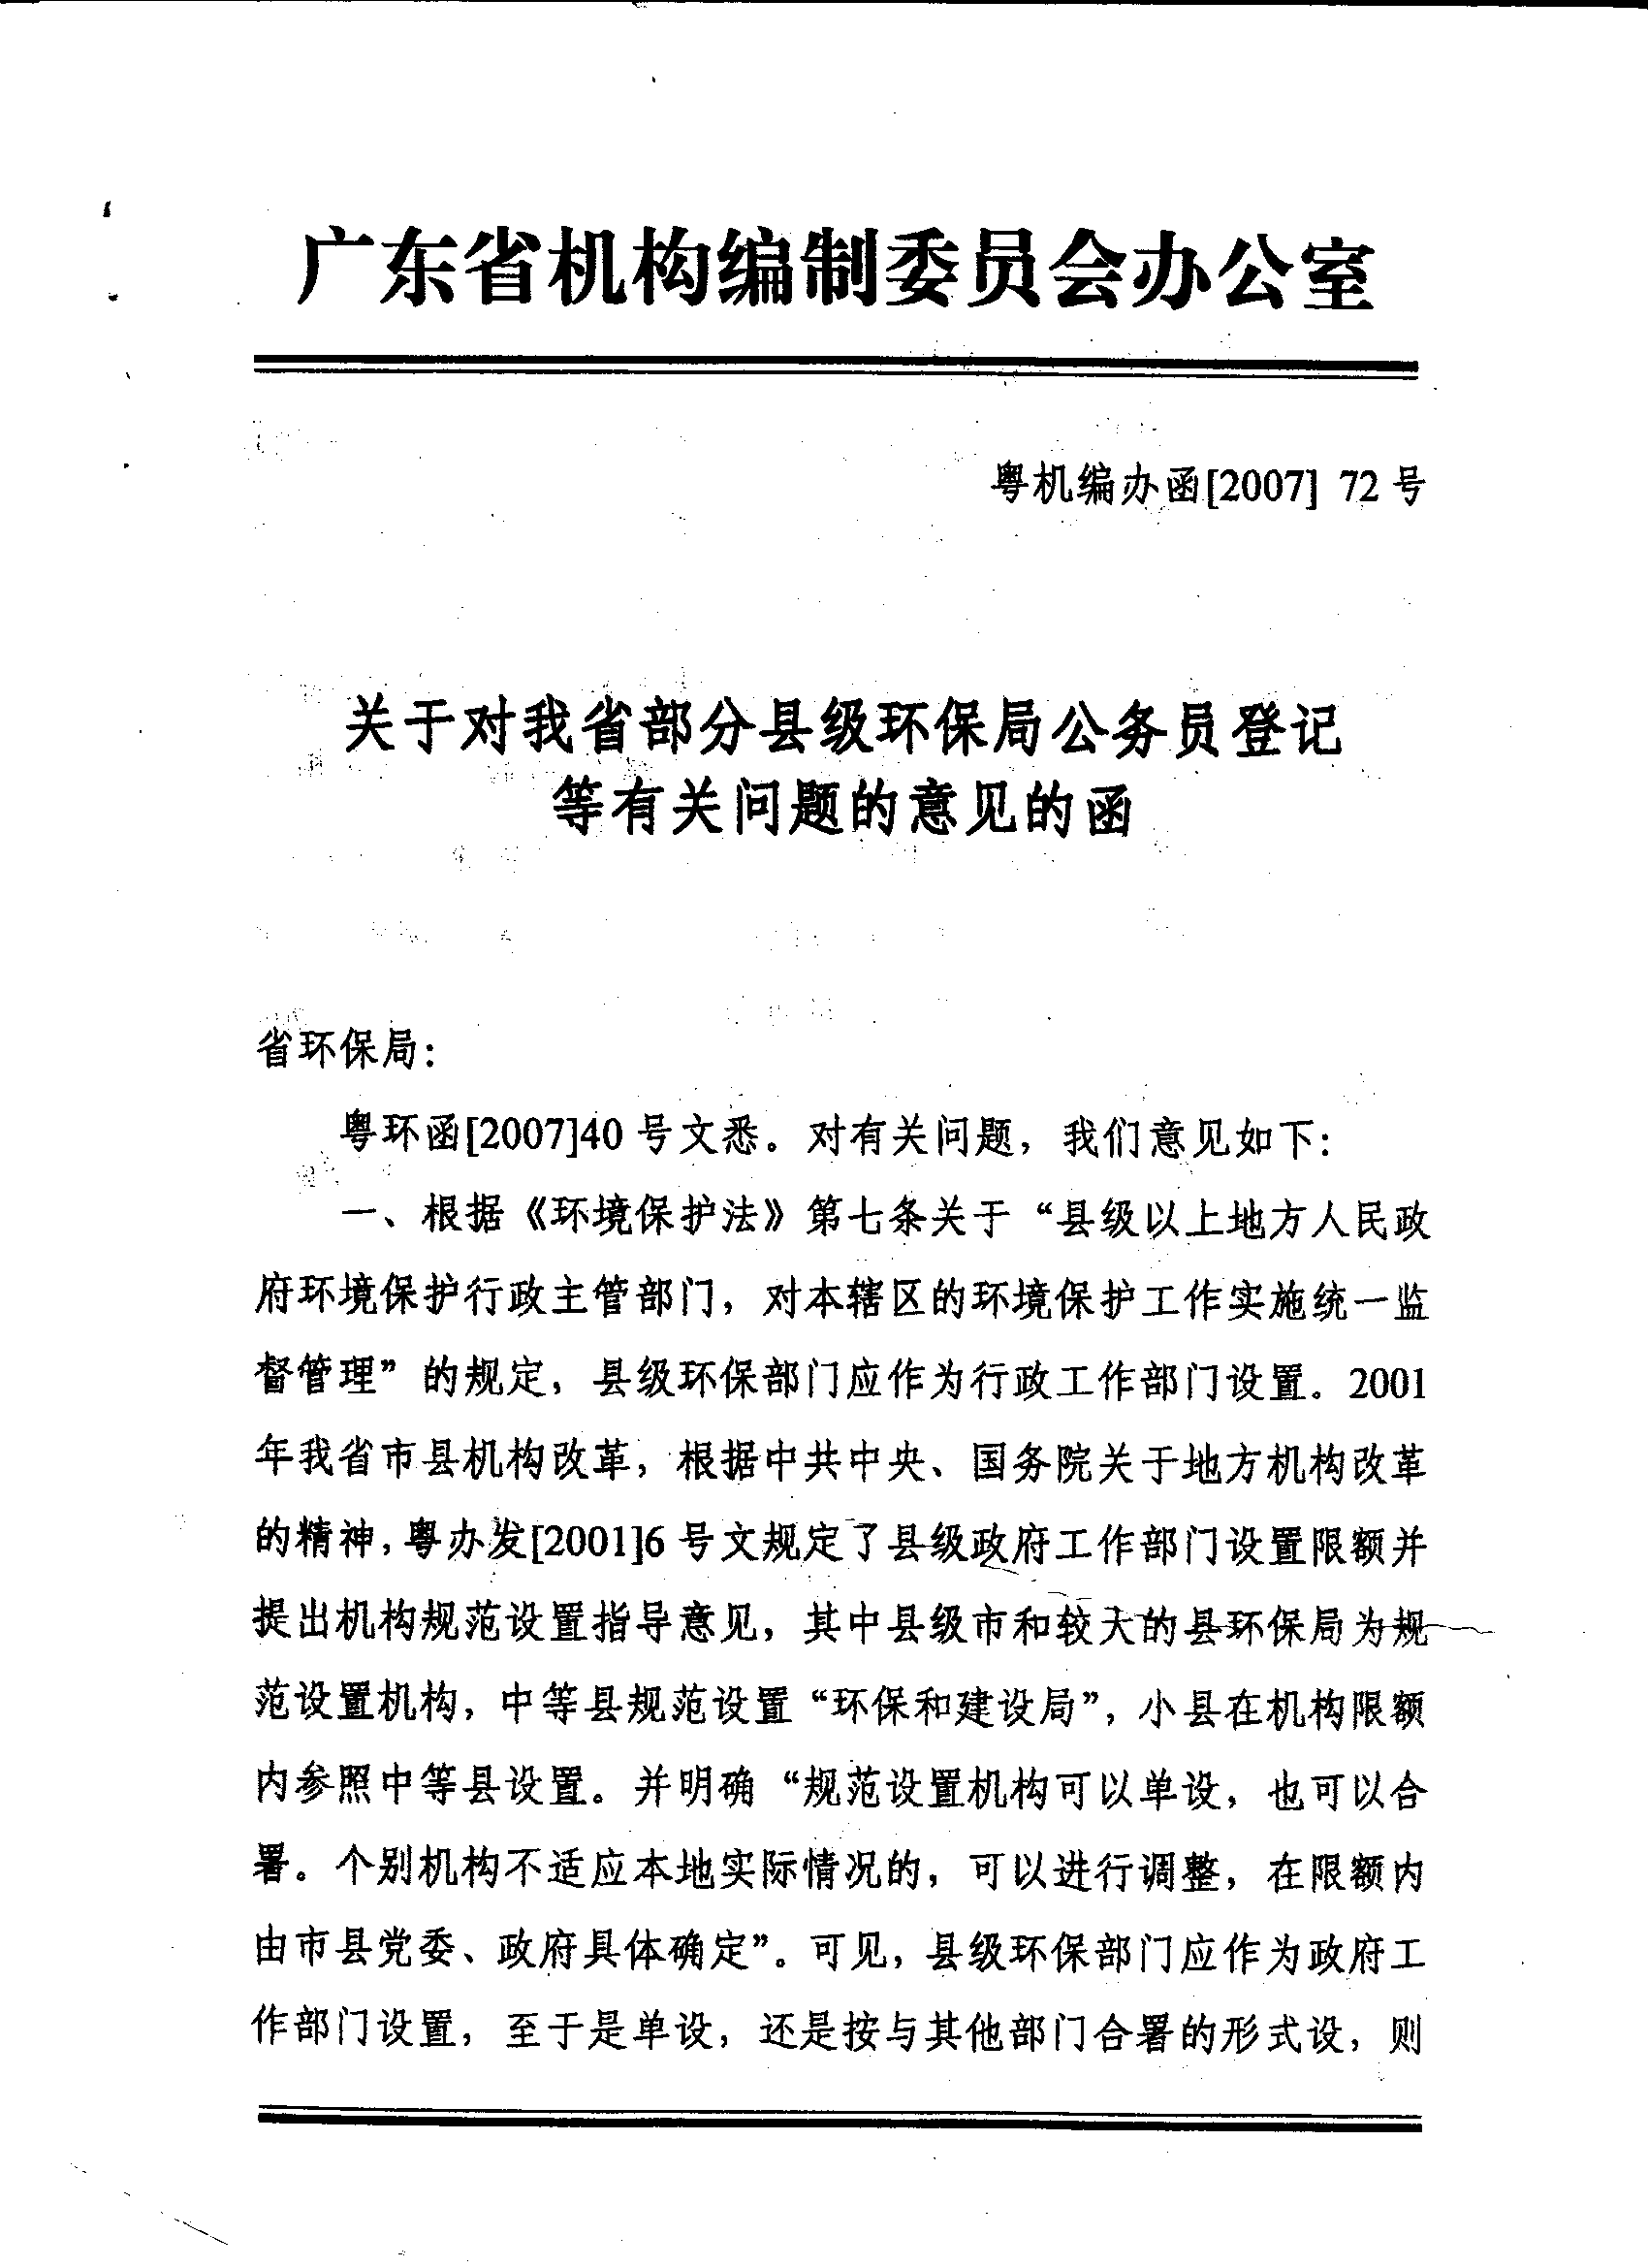 广东省机构编制委员会办公室
粤机编办函[2007] 72 号
关于对我省部分县级环保局公务员登记
等有关问题的意见的函
省环保局：
粤环函[2007]40 号文悉。对有关问题，我们意见如下：
一、根据《环境保护法》第七条关于“县级以上地方人民政
府环境保护行政主管部门，对本辖区的环境保护工作实施统一监
督管理”的规定，县级环保部门应作为行政工作部门设置。2001
年我省市县机构改革，根据中共中央、国务院关于地方机构改革
的精神，粤办发[2001]6 号文规定了县级政府工作部门设置限额并
提出机构规范设置指导意见，其中县级市和较大的县环保局为规
范设置机构，中等县规范设置“环保和建设局”，小县在机构限额
内参照中等县设置。并明确“规范设置机构可以单设，也可以合
署。个别机构不适应本地实际情况的，可以进行调整，在限额内
由市县党委、政府具体确定”。可见，县级环保部门应作为政府工
作部门设置，至于是单设，还是按与其他部门合署的形式设，则